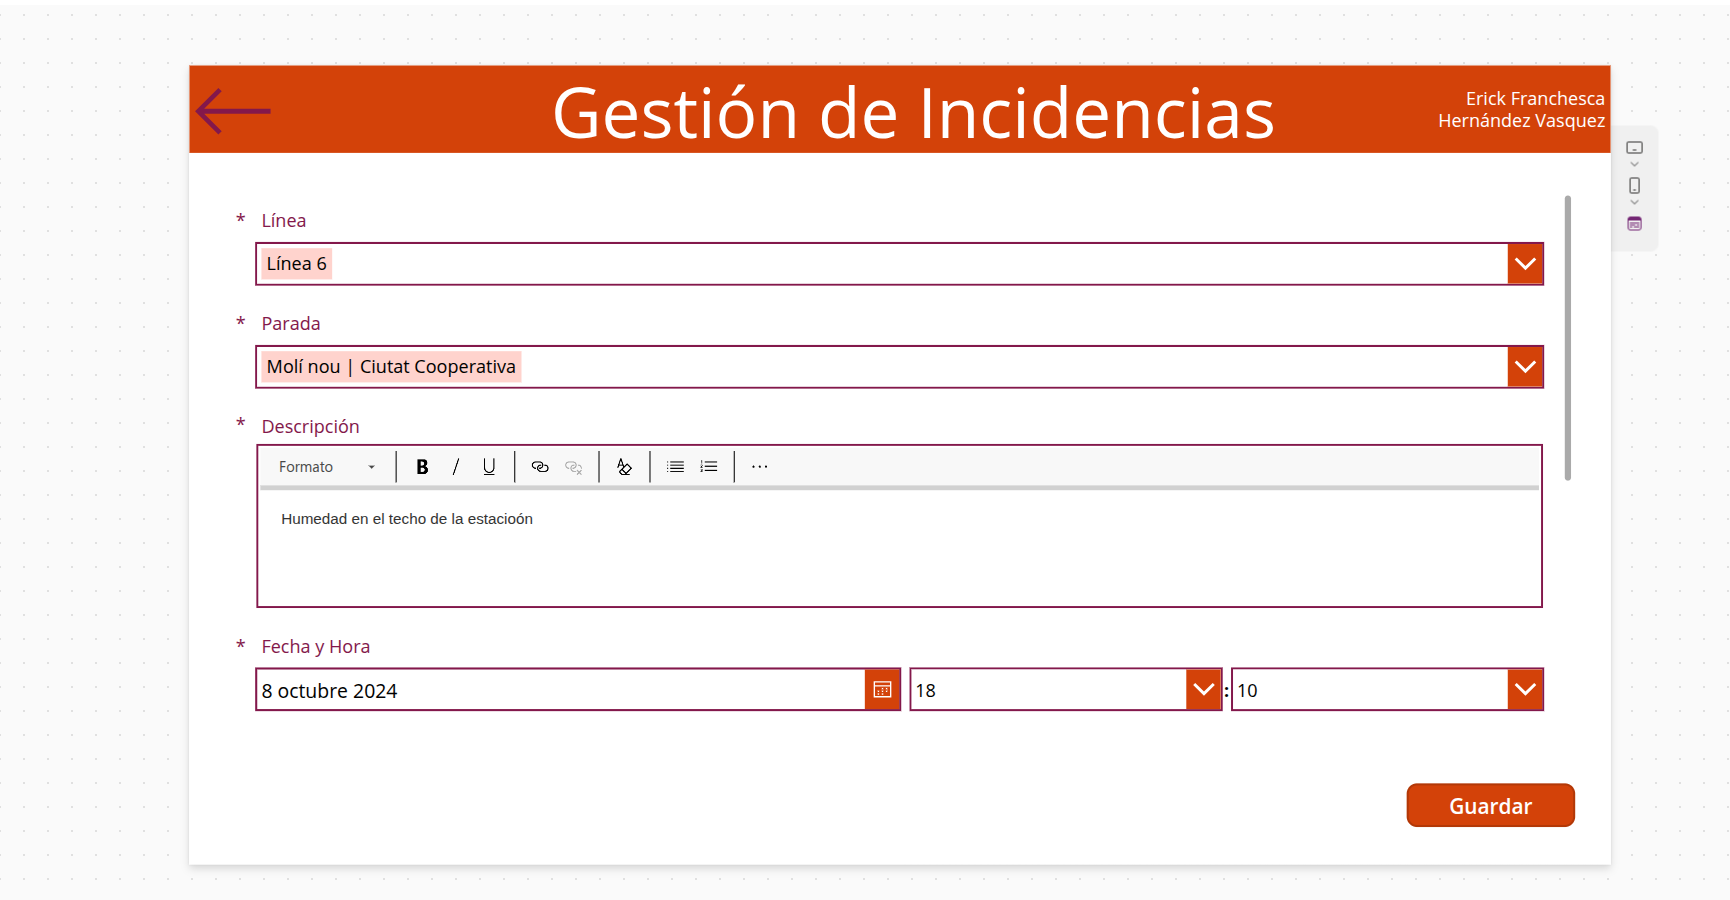 Gestión de Incidencias
Erick Franchesca
Hernández Vasquez
* Línea
Línea 6
* Parada
Molí nou | Ciutat Cooperativa
* Descripción
Formato B / U ...
Humedad en el techo de la estacioón
* Fecha y Hora
8 octubre 2024 18 : 10
Guardar